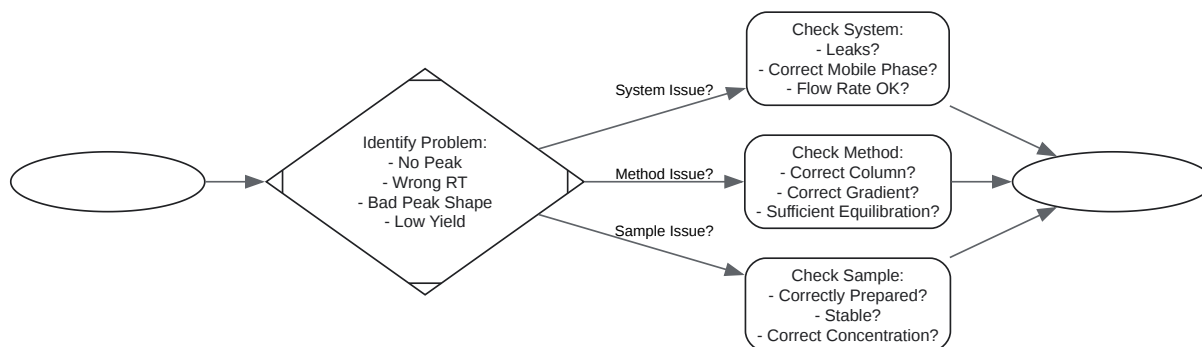 Identify Problem:
- No Peak
- Wrong RT
- Bad Peak Shape
- Low Yield
System Issue?
Method Issue?
Sample Issue?
Check System:
- Leaks?
- Correct Mobile Phase?
- Flow Rate OK?
Check Method:
- Correct Column?
- Correct Gradient?
- Sufficient Equilibration?
Check Sample:
- Correctly Prepared?
- Stable?
- Correct Concentration?